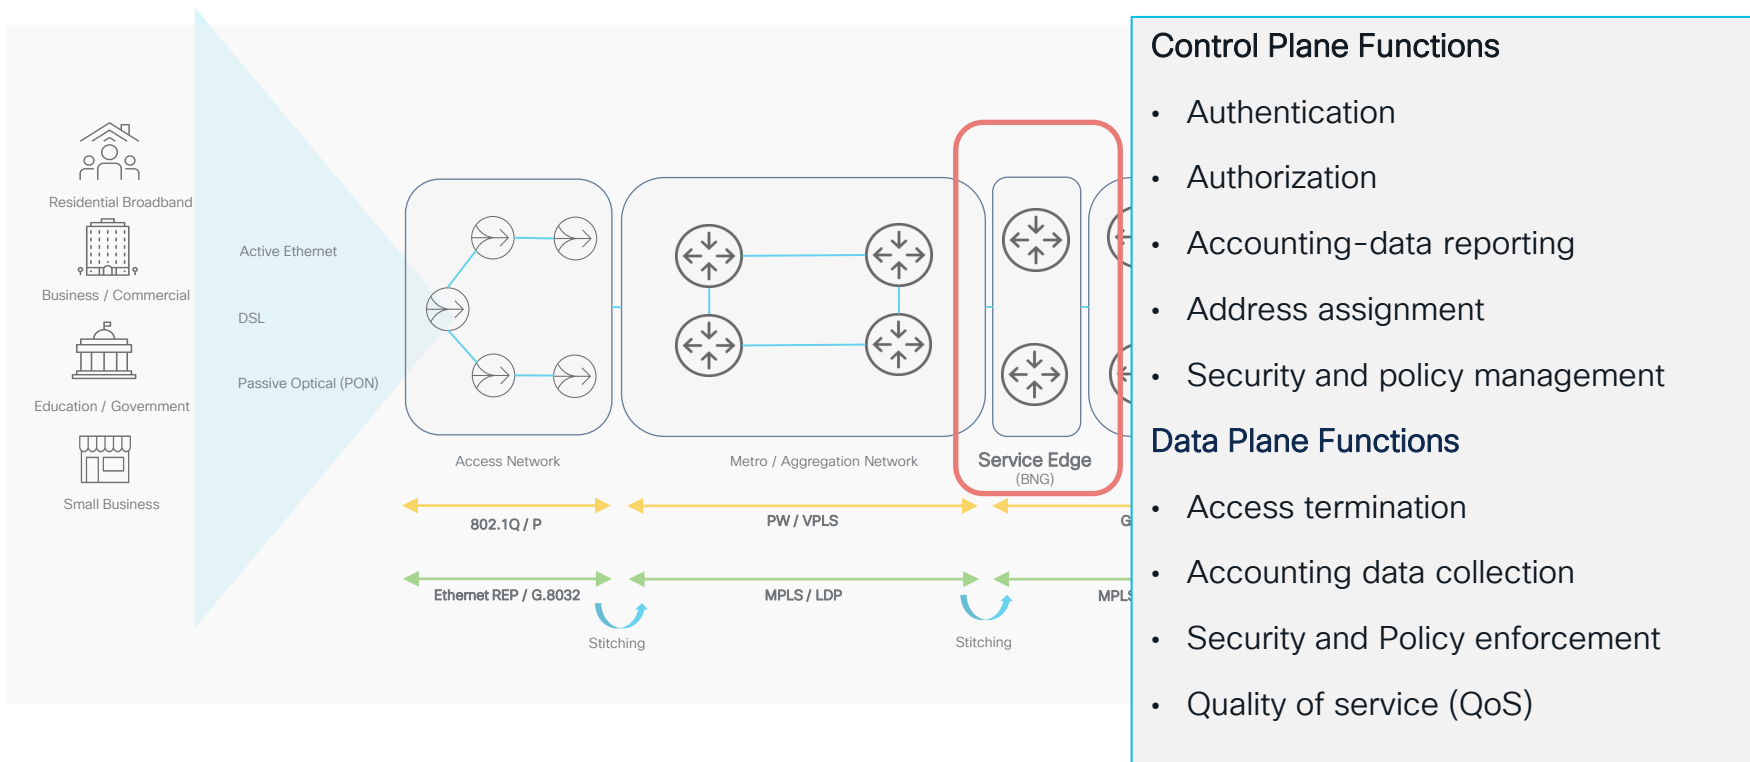 Residential Broadband
Business / Commercial
Education / Government
Small Business
Active Ethernet
DSL
Passive Optical (PON)
Access Network
Metro / Aggregation Network
Service Edge
(BNG)
802.1Q / P
PW / VPLS
G
Ethernet REP / G.8032
MPLS / LDP
MPLS
Stitching
Stitching
Control Plane Functions
• Authentication
• Authorization
• Accounting-data reporting
• Address assignment
• Security and policy management
Data Plane Functions
• Access termination
• Accounting data collection
• Security and Policy enforcement
• Quality of service (QoS)